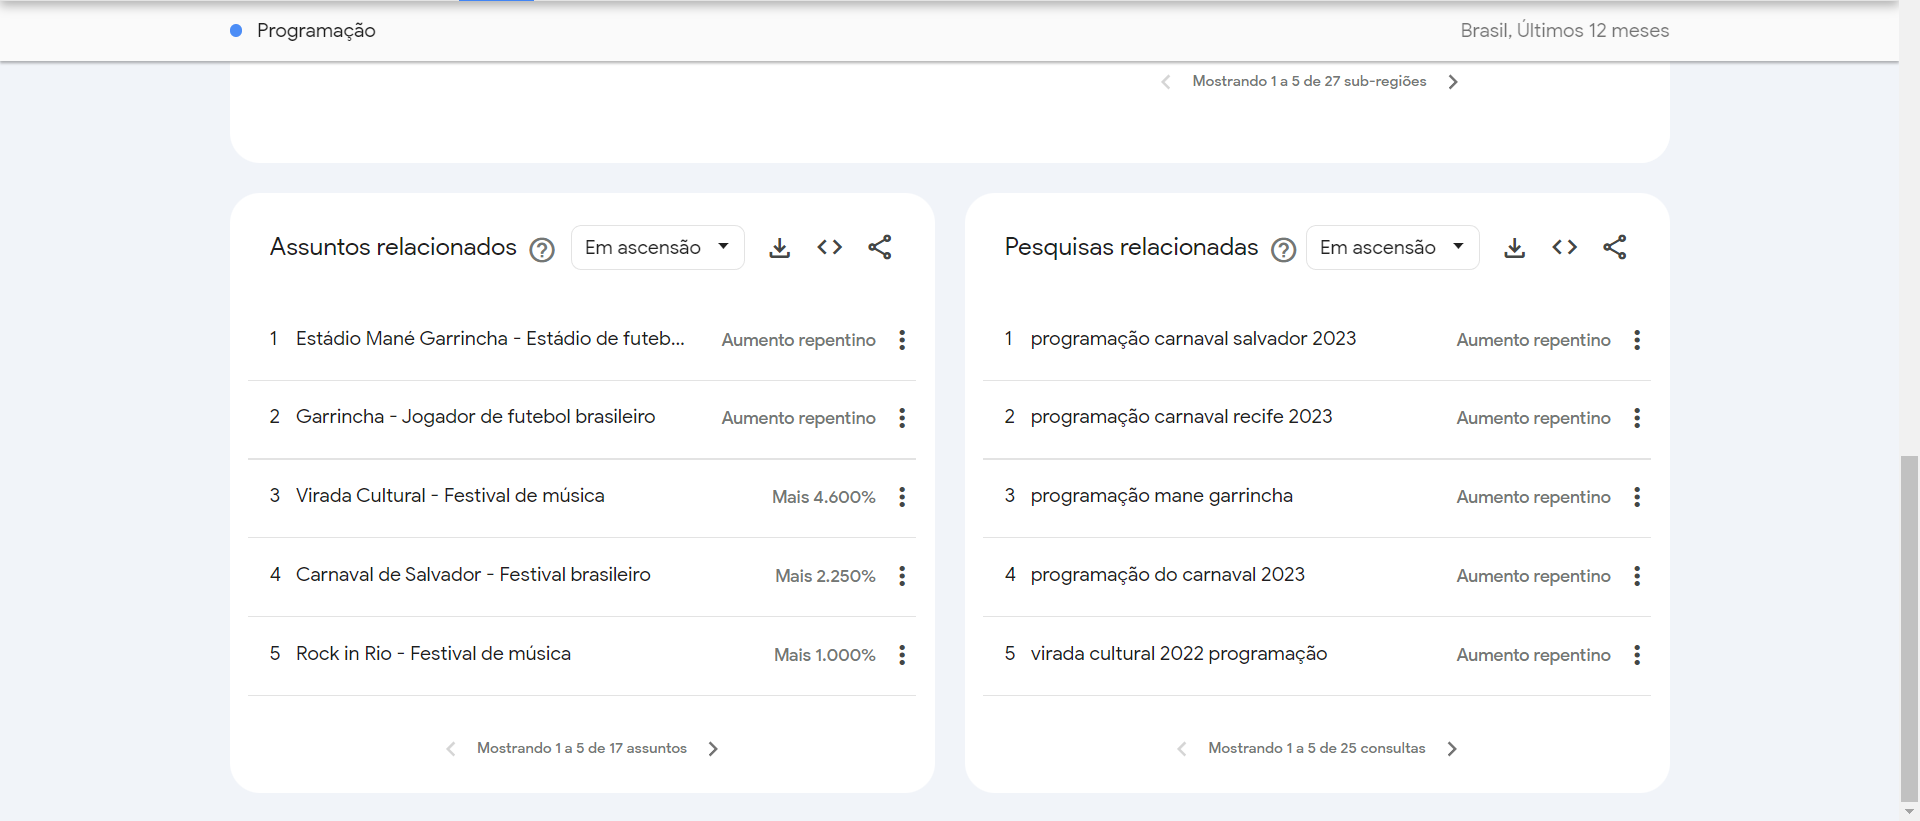 Programação
Brasil, Últimos 12 meses
Mostrando 1 a 5 de 27 sub-regiões
Assuntos relacionados
Em ascensão
1 Estádio Mané Garrincha - Estádio de futeb... Aumento repentino
2 Garrincha - Jogador de futebol brasileiro Aumento repentino
3 Virada Cultural - Festival de música Mais 4.600%
4 Carnaval de Salvador - Festival brasileiro Mais 2.250%
5 Rock in Rio - Festival de música Mais 1.000%
Mostrando 1 a 5 de 17 assuntos
Pesquisas relacionadas
Em ascensão
1 programação carnaval salvador 2023 Aumento repentino
2 programação carnaval recife 2023 Aumento repentino
3 programação mane garrincha Aumento repentino
4 programação do carnaval 2023 Aumento repentino
5 virada cultural 2022 programação Aumento repentino
Mostrando 1 a 5 de 25 consultas